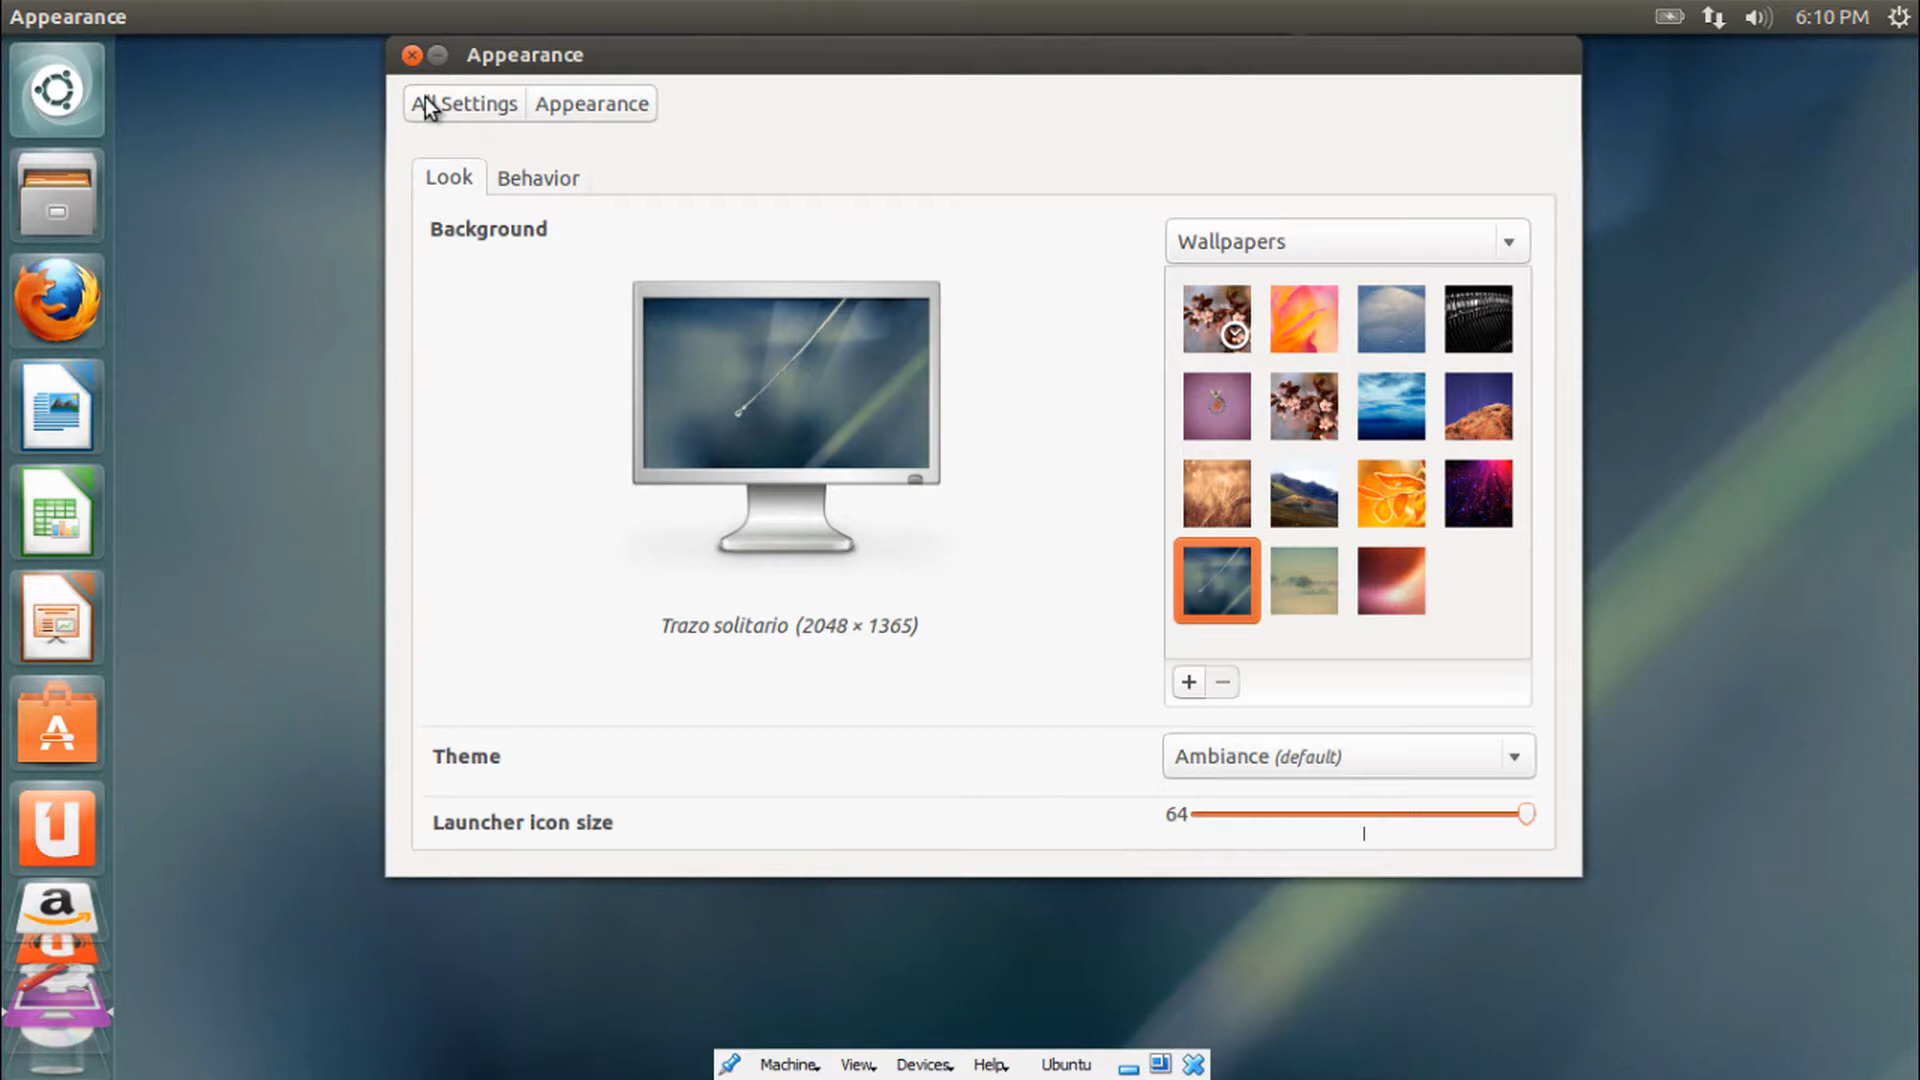 Appearance
6:10 PM
Appearance
All Settings
Appearance
Look
Behavior
Background
Wallpapers
Trazo solitario (2048 × 1365)
Theme
Ambiance (default)
Launcher icon size
64
Machine
View
Devices
Help
Ubuntu